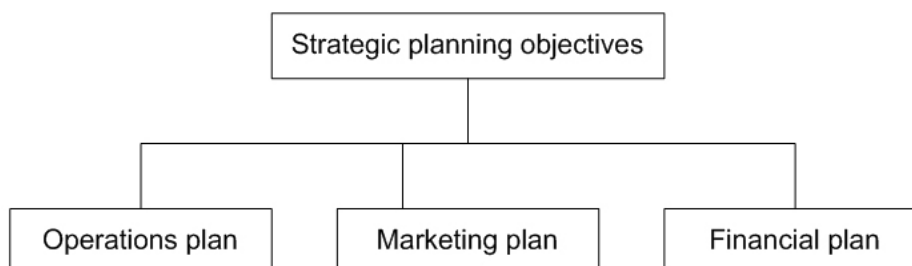 Strategic planning objectives
Operations plan
Marketing plan
Financial plan